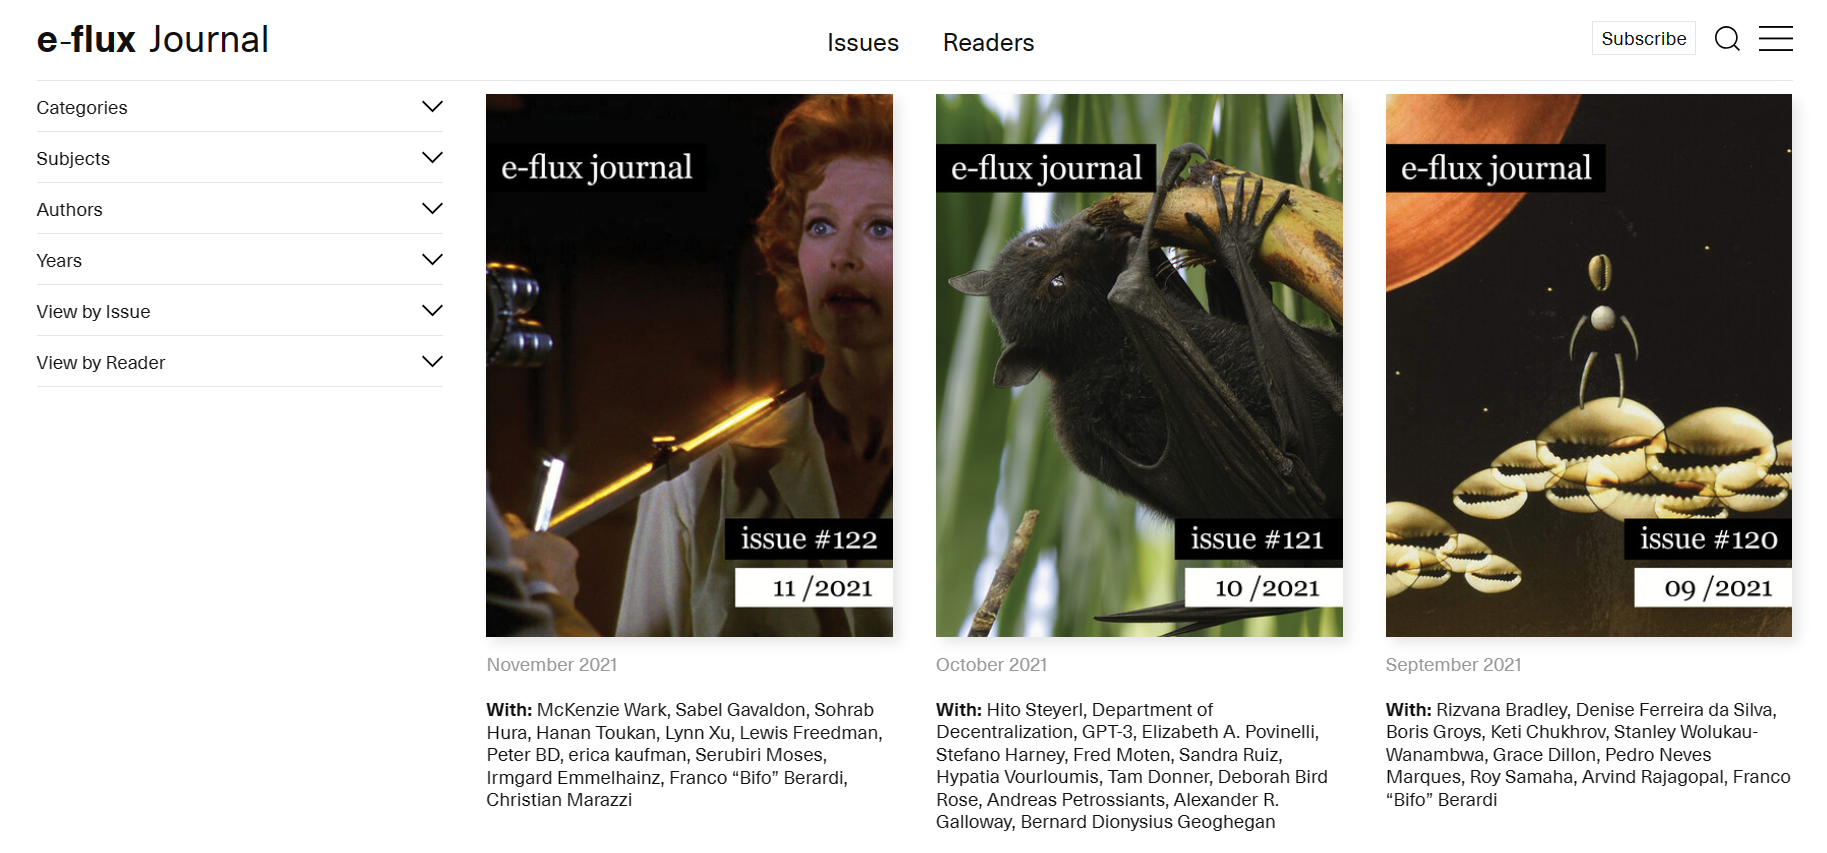 e-flux Journal
Issues
Readers
Subscribe
Categories
Subjects
Authors
Years
View by Issue
View by Reader
e-flux journal
issue #122
11 /2021
November 2021
With: McKenzie Wark, Sabel Gavaldon, Sohrab
Hura, Hanan Toukan, Lynn Xu, Lewis Freedman,
Peter BD, erica kaufman, Serubiri Moses,
Irmgard Emmelhainz, Franco “Bifo” Berardi,
Christian Marazzi
e-flux journal
issue #121
10 /2021
October 2021
With: Hito Steyerl, Department of
Decentralization, GPT-3, Elizabeth A. Povinelli,
Stefano Harney, Fred Moten, Sandra Ruiz,
Hypatia Vourloumis, Tam Donner, Deborah Bird
Rose, Andreas Petrossiants, Alexander R.
Galloway, Bernard Dionysius Geoghegan
e-flux journal
issue #120
09 /2021
September 2021
With: Rizvana Bradley, Denise Ferreira da Silva,
Boris Groys, Keti Chukhrov, Stanley Wolukau-
Wanambwa, Grace Dillon, Pedro Neves
Marques, Roy Samaha, Arvind Rajagopal, Franco
“Bifo” Berardi